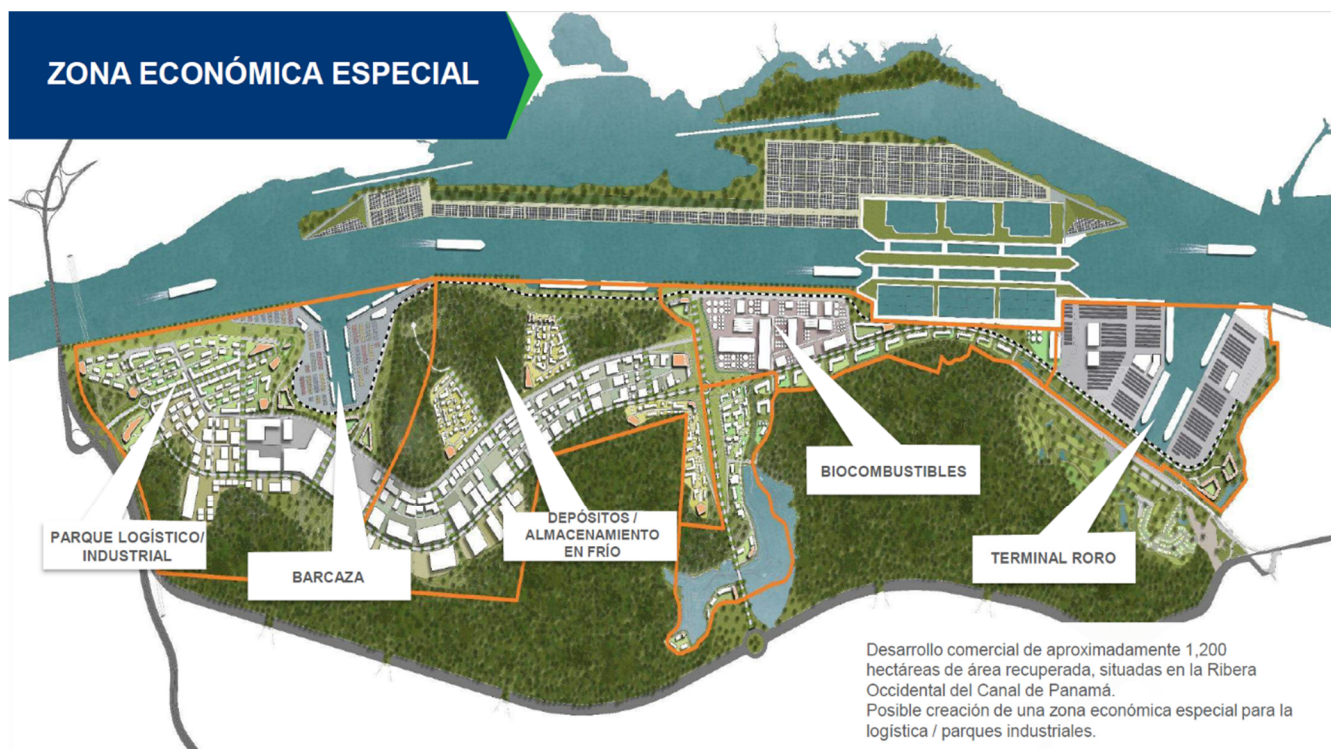 ZONA ECONÓMICA ESPECIAL
PARQUE LOGÍSTICO/
INDUSTRIAL
BARCAZA
DEPÓSITOS /
ALMACENAMIENTO
EN FRÍO
BIOCOMBUSTIBLES
TERMINAL RORO
Desarrollo comercial de aproximadamente 1,200
hectáreas de área recuperada, situadas en la Ribera
Occidental del Canal de Panamá.
Posible creación de una zona económica especial para la
logística / parques industriales.